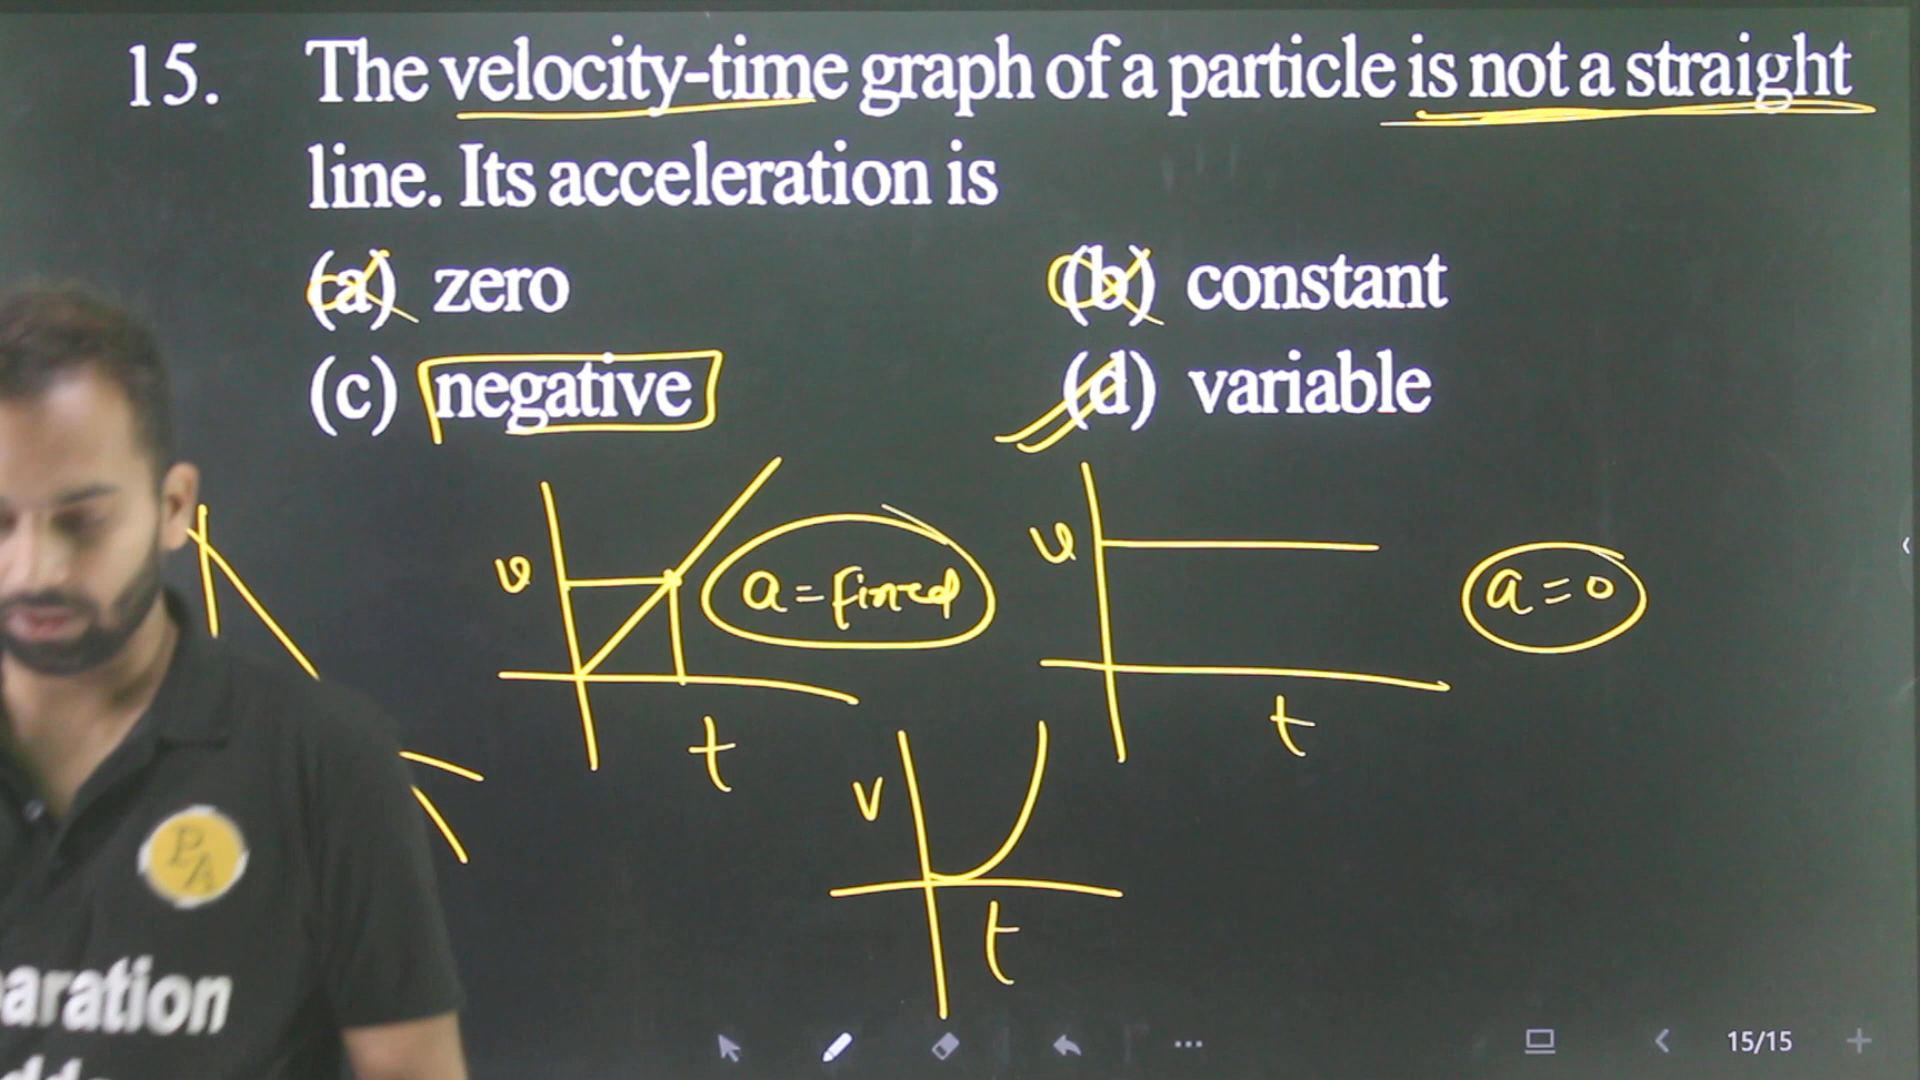 15. The velocity-time graph of a particle is not a straight
line. Its acceleration is
(a) zero (b) constant
(c) negative (d) variable
v a = fixed v a = 0
t t
v
t
PA
aration
15/15